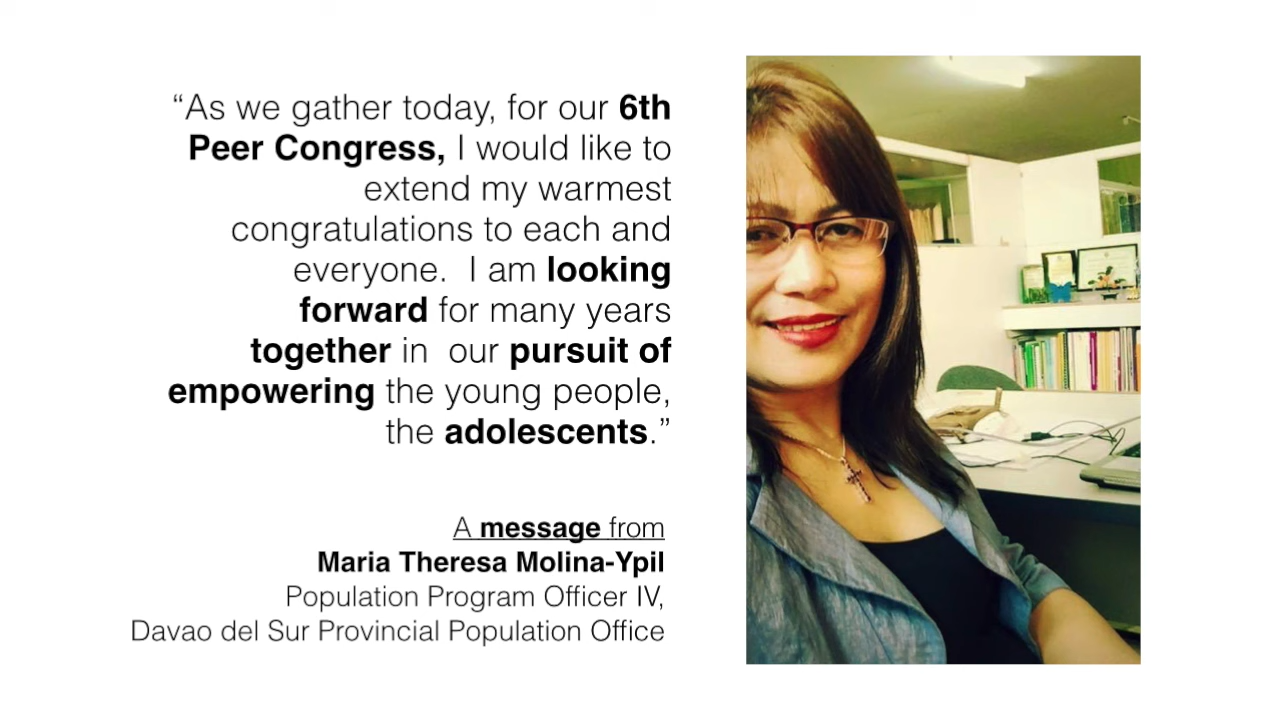 “As we gather today, for our 6th
Peer Congress, I would like to
extend my warmest
congratulations to each and
everyone.  I am looking
forward for many years
together in  our pursuit of
empowering the young people,
the adolescents.”
A message from
Maria Theresa Molina-Ypil
Population Program Officer IV,
Davao del Sur Provincial Population Office